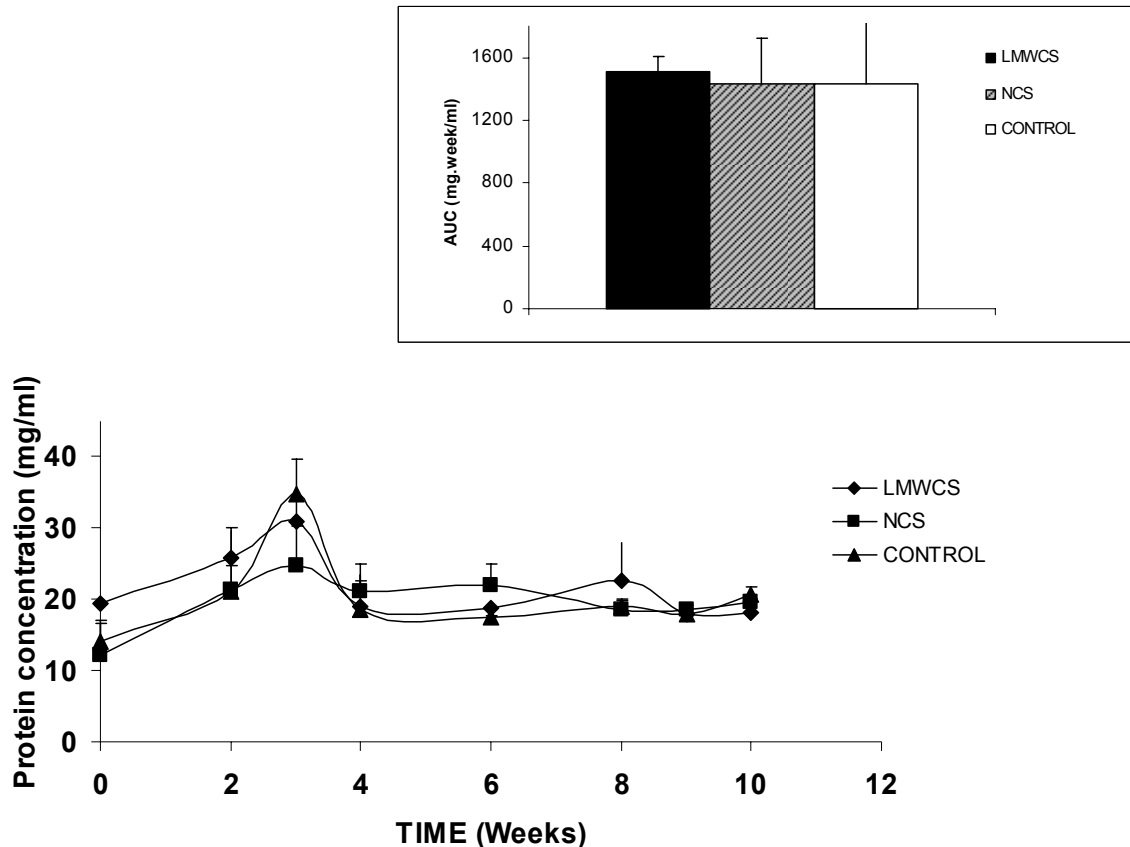 1600
1200
800
400
0
AUC (mg.week/ml)
LMWCS
NCS
CONTROL
Protein concentration (mg/ml)
40
30
20
10
0
0 2 4 6 8 10 12
TIME (Weeks)
LMWCS
NCS
CONTROL